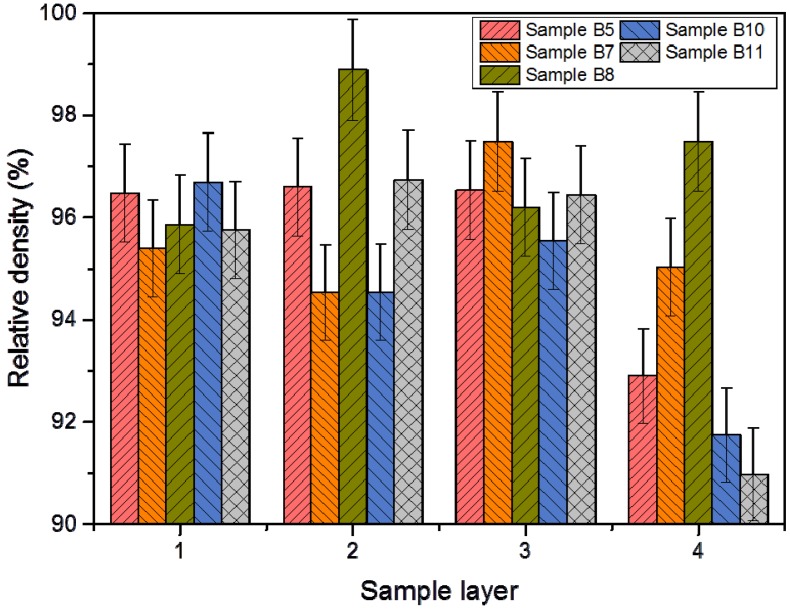 100
98
96
94
92
90
Relative density (%)
Sample B5
Sample B10
Sample B7
Sample B11
Sample B8
1
2
3
4
Sample layer